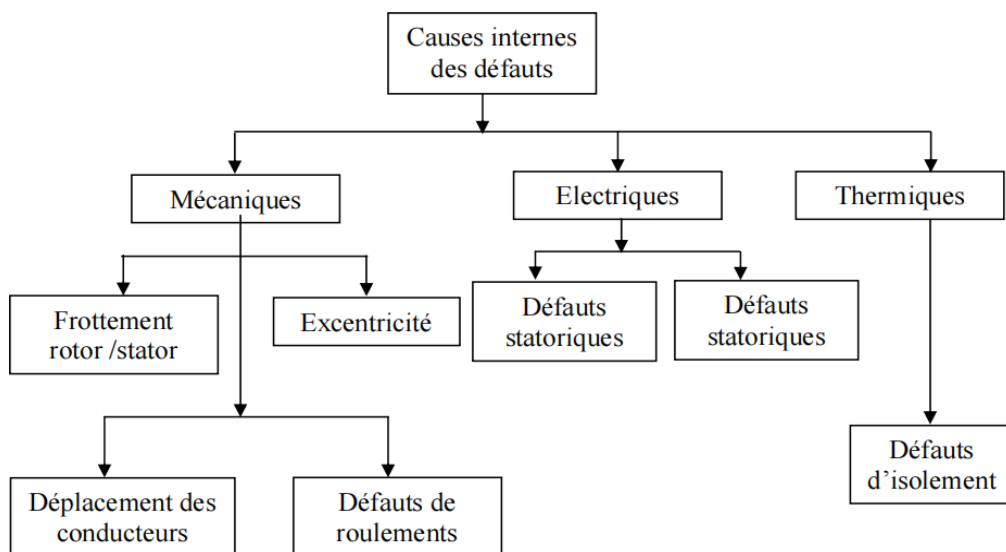 Causes internes
des défauts
Mécaniques
Electriques
Thermiques
Frottement
rotor /stator
Excentricité
Défauts
statoriques
Défauts
statoriques
Déplacement des
conducteurs
Défauts de
roulements
Défauts
d'isolement